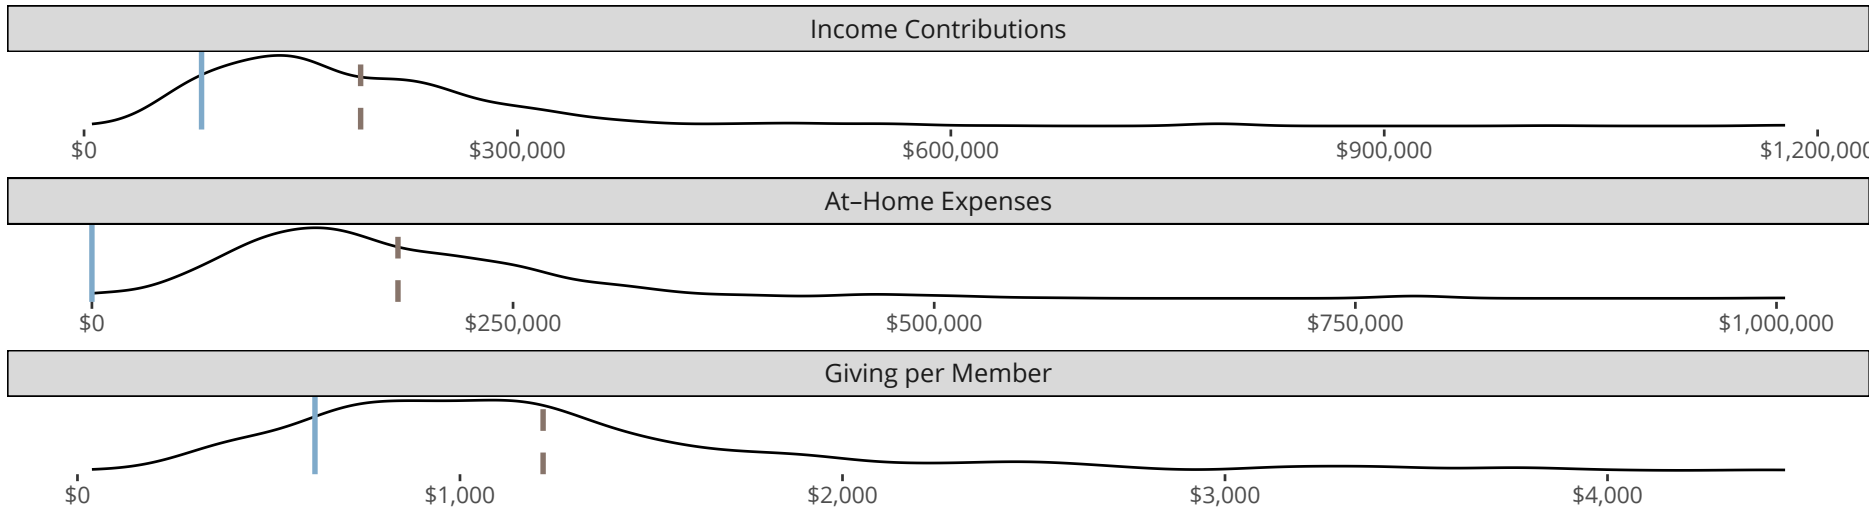 Income Contributions
$0 $300,000 $600,000 $900,000 $1,200,000
At–Home Expenses
$0 $250,000 $500,000 $750,000 $1,000,000
Giving per Member
$0 $1,000 $2,000 $3,000 $4,000